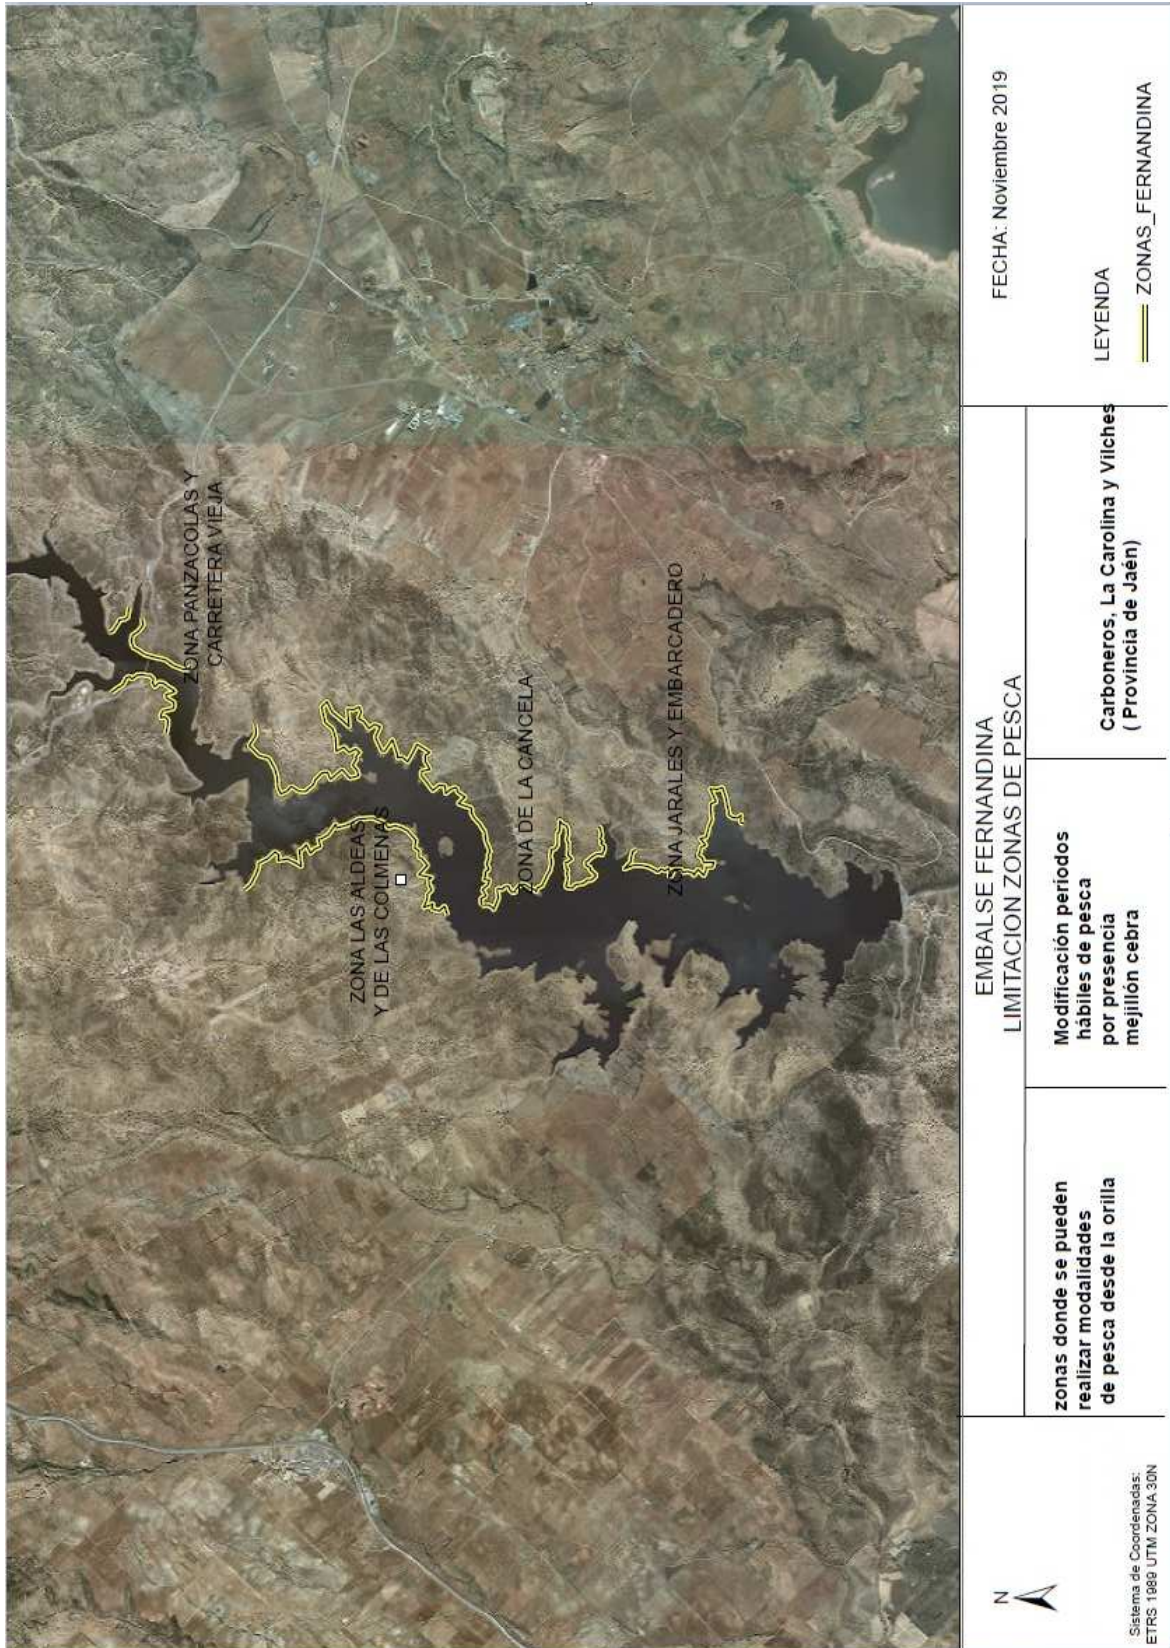 ZONA PANZACOLAS Y
CARRETERA VIEJA
ZONA LAS ALDEAS
Y DE LAS COLMENAS
ZONA DE LA CANCELA
ZONA JARALES Y EMBARCADERO
N
Sistema de Coordenadas:
ETRS 1989 UTM ZONA 30N
EMBALSE FERNANDINA
LIMITACION ZONAS DE PESCA
zonas donde se pueden
realizar modalidades
de pesca desde la orilla
Modificación periodos
hábiles de pesca
por presencia
mejillón cebra
Carboneros, La Carolina y Vilches
( Provincia de Jaén)
FECHA: Noviembre 2019
LEYENDA
ZONAS_FERNANDINA